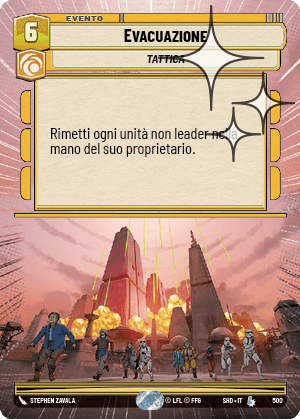 EVENTO
6
EVACUAZIONE
TATTICA
Rimetti ogni unità non leader nella
mano del suo proprietario.
STEPHEN ZAVALA © LFL © FFG SHD • IT 500